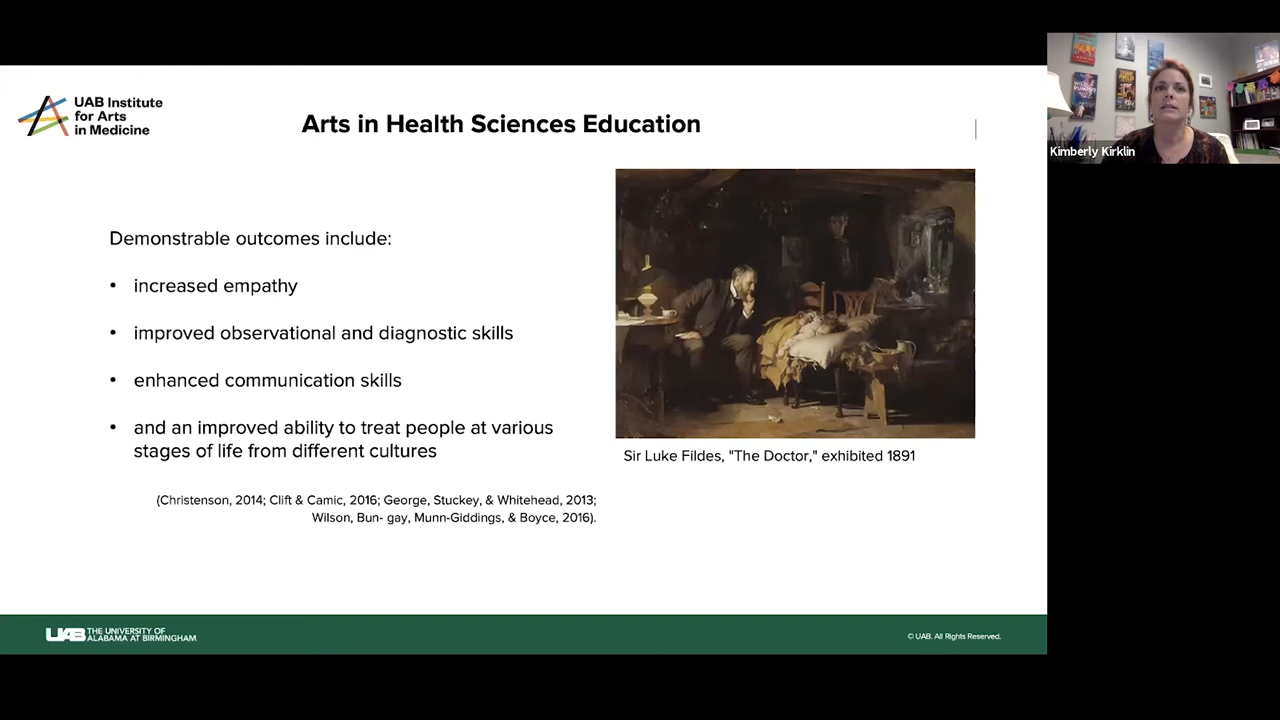 UAB Institute
for Arts
in Medicine
Arts in Health Sciences Education
Kimberly Kirklin
Demonstrable outcomes include:
• increased empathy
• improved observational and diagnostic skills
• enhanced communication skills
• and an improved ability to treat people at various
stages of life from different cultures
(Christenson, 2014; Clift & Camic, 2016; George, Stuckey, & Whitehead, 2013;
Wilson, Bun- gay, Munn-Giddings, & Boyce, 2016).
Sir Luke Fildes, "The Doctor," exhibited 1891
UAB THE UNIVERSITY OF
ALABAMA AT BIRMINGHAM
© UAB. All Rights Reserved.